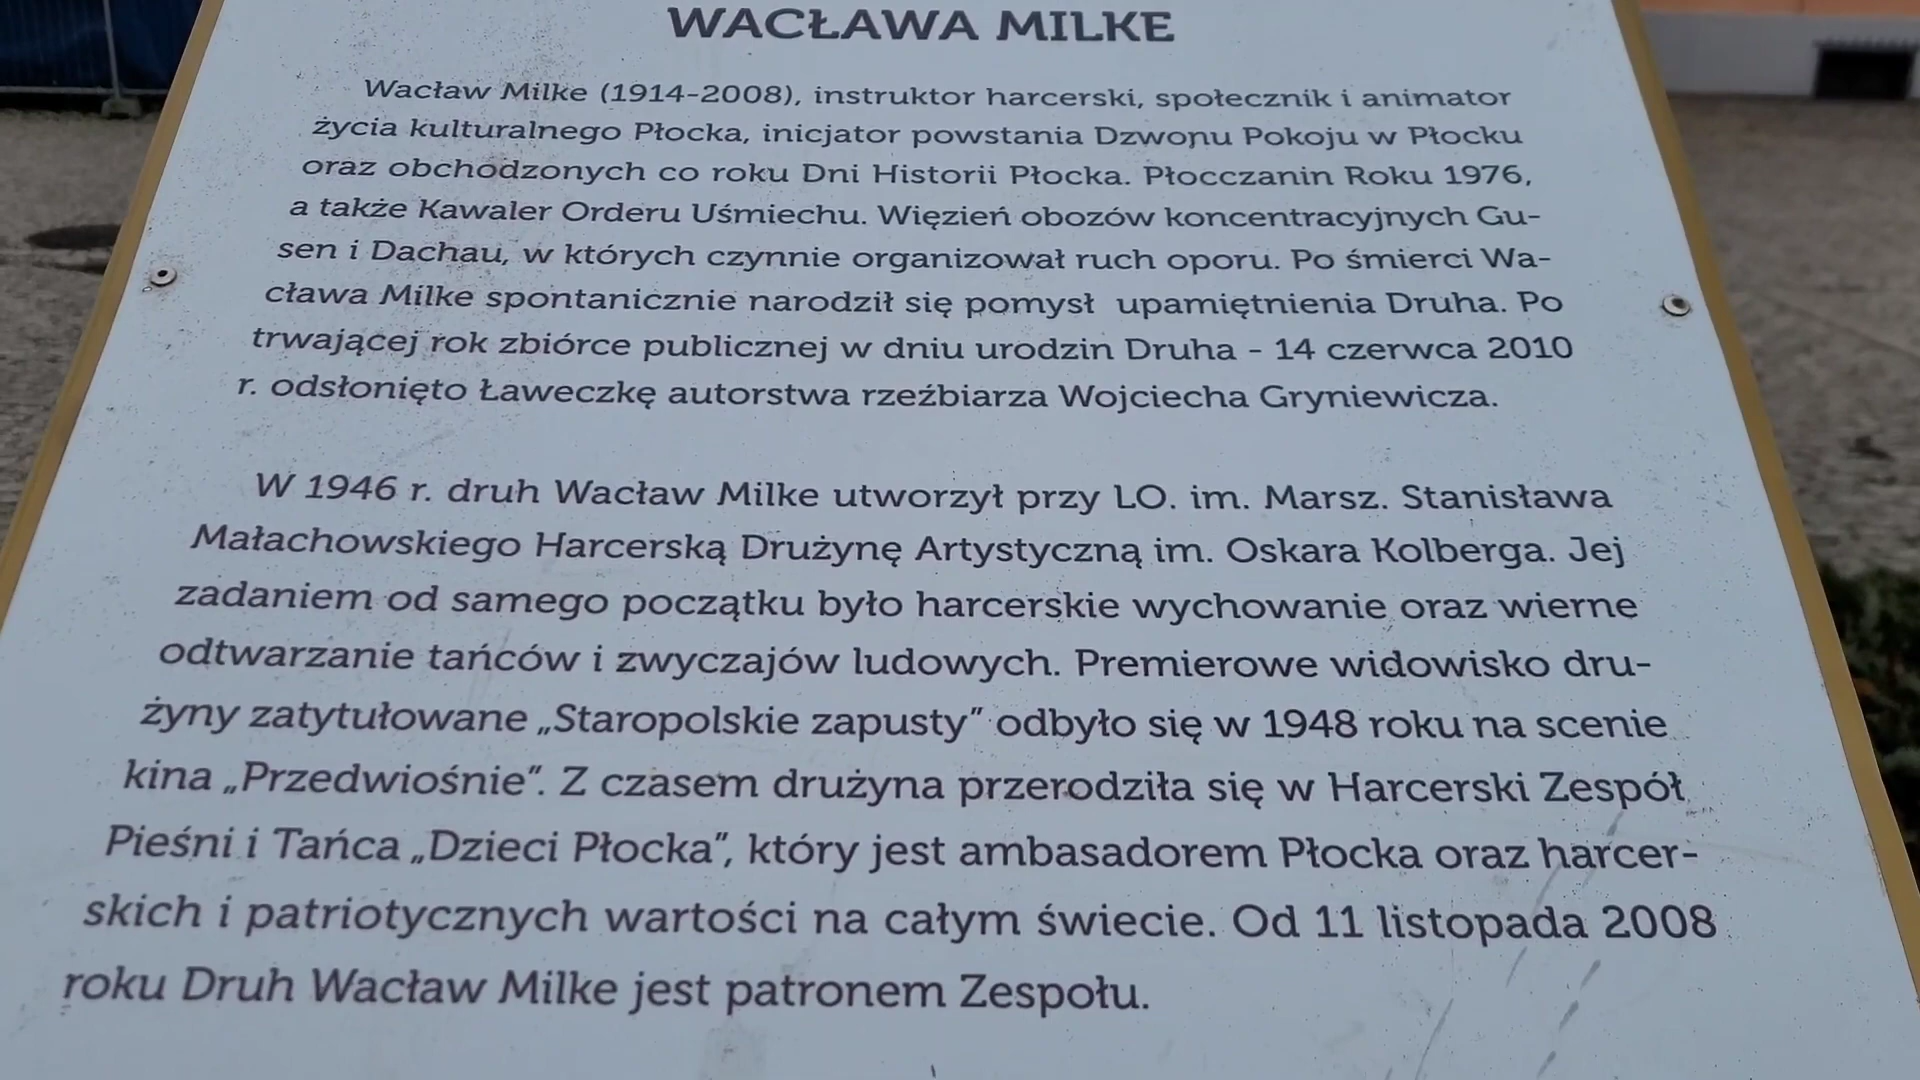 WACŁAWA MILKE
Wacław Milke (1914-2008), instruktor harcerski, społecznik i animator
życia kulturalnego Płocka, inicjator powstania Dzwonu Pokoju w Płocku
oraz obchodzonych co roku Dni Historii Płocka. Płocczanin Roku 1976,
a także Kawaler Orderu Uśmiechu. Więzień obozów koncentracyjnych Gu-
sen i Dachau, w których czynnie organizował ruch oporu. Po śmierci Wa-
cława Milke spontanicznie narodził się pomysł upamiętnienia Druha. Po
trwającej rok zbiórce publicznej w dniu urodzin Druha - 14 czerwca 2010
r. odsłonięto Ławeczkę autorstwa rzeźbiarza Wojciecha Gryniewicza.
W 1946 r. druh Wacław Milke utworzył przy LO. im. Marsz. Stanisława
Małachowskiego Harcerską Drużynę Artystyczną im. Oskara Kolberga. Jej
zadaniem od samego początku było harcerskie wychowanie oraz wierne
odtwarzanie tańców i zwyczajów ludowych. Premierowe widowisko dru-
żyny zatytułowane „Staropolskie zapusty” odbyło się w 1948 roku na scenie
kina „Przedwiośnie”. Z czasem drużyna przerodziła się w Harcerski Zespół
Pieśni i Tańca „Dzieci Płocka”, który jest ambasadorem Płocka oraz harcer-
skich i patriotycznych wartości na całym świecie. Od 11 listopada 2008
roku Druh Wacław Milke jest patronem Zespołu.